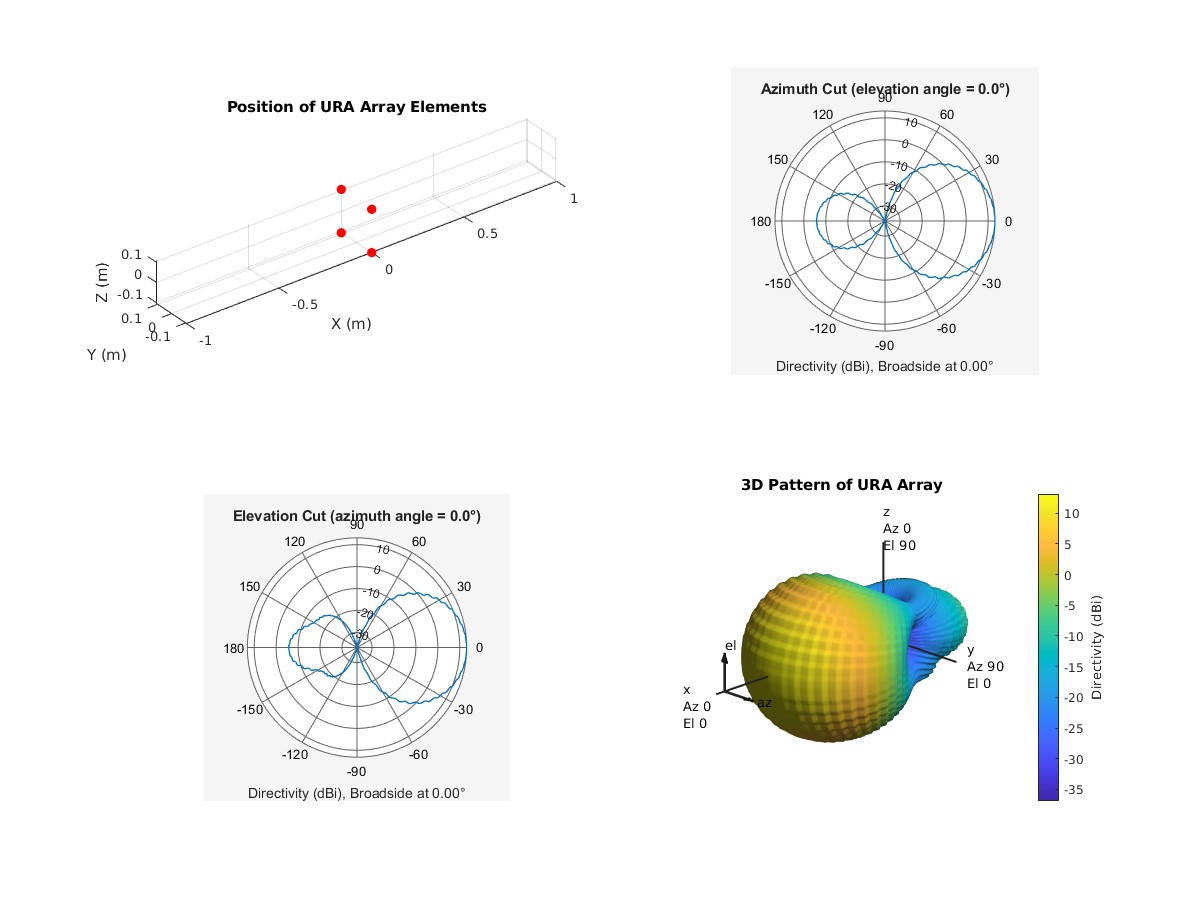 Position of URA Array Elements
0.1
0
-0.1
Z (m)
0.1
0
-0.1
Y (m)
-1
-0.5
0
0.5
1
X (m)
Azimuth Cut (elevation angle = 0.0°)
90
120
60
150
30
180
0
-150
-30
-120
-60
-90
10
0
-10
-20
-30
Directivity (dBi), Broadside at 0.00°
Elevation Cut (azimuth angle = 0.0°)
90
120
60
150
30
180
0
-150
-30
-120
-60
-90
10
0
-10
-20
-30
Directivity (dBi), Broadside at 0.00°
3D Pattern of URA Array
z
Az 0
El 90
el
x
Az 0
El 0
az
y
Az 90
El 0
10
5
0
-5
-10
-15
-20
-25
-30
-35
Directivity (dBi)